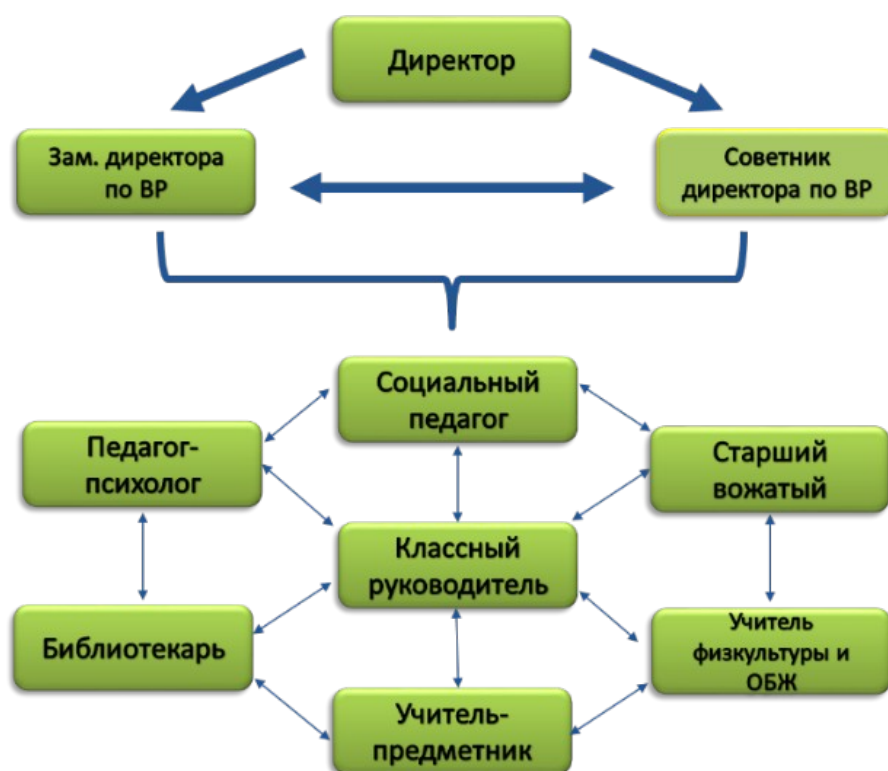 Директор
Зам. директора
по ВР
Советник
директора по ВР
Социальный
педагог
Педагог-
психолог
Старший
вожатый
Классный
руководитель
Библиотекарь
Учитель
физкультуры и
ОБЖ
Учитель-
предметник